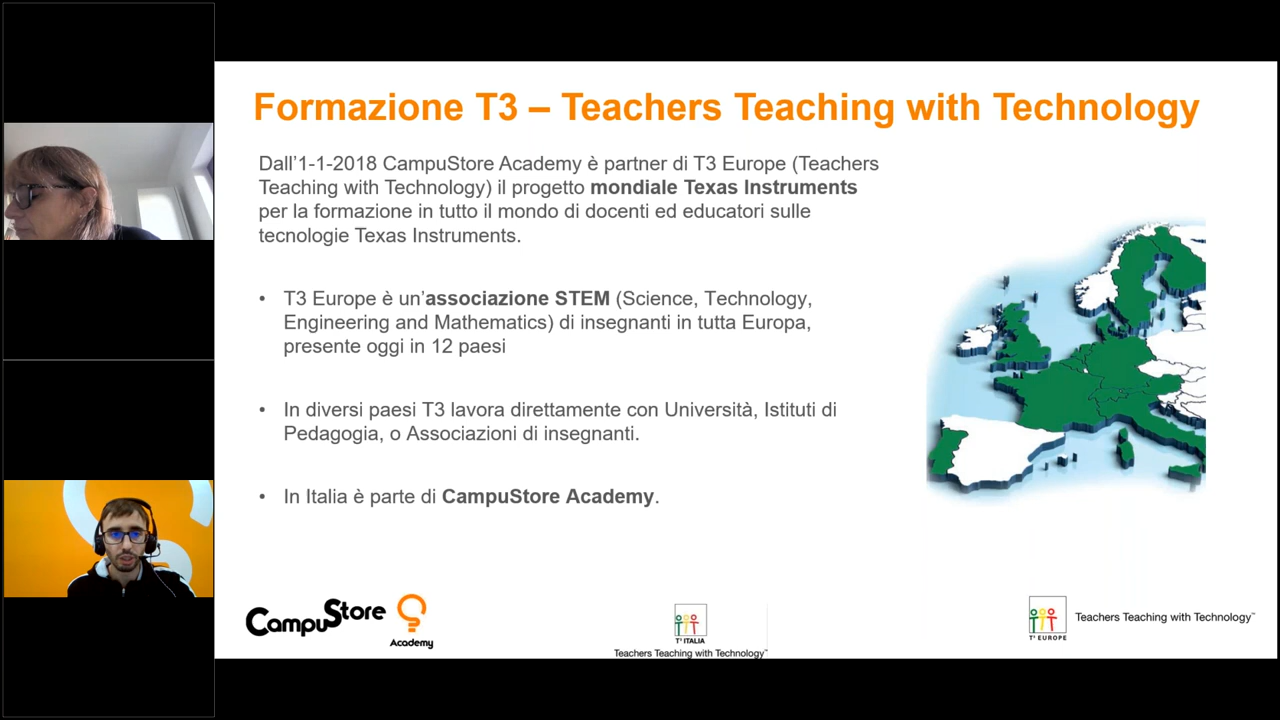 Formazione T3 – Teachers Teaching with Technology
Dall’1-1-2018 CampuStore Academy è partner di T3 Europe (Teachers
Teaching with Technology) il progetto mondiale Texas Instruments
per la formazione in tutto il mondo di docenti ed educatori sulle
tecnologie Texas Instruments.
• T3 Europe è un’associazione STEM (Science, Technology,
Engineering and Mathematics) di insegnanti in tutta Europa,
presente oggi in 12 paesi
• In diversi paesi T3 lavora direttamente con Università, Istituti di
Pedagogia, o Associazioni di insegnanti.
• In Italia è parte di CampuStore Academy.
CampuStore
Academy
T³ ITALIA
Teachers Teaching with Technology™
T³ EUROPE
Teachers Teaching with Technology™